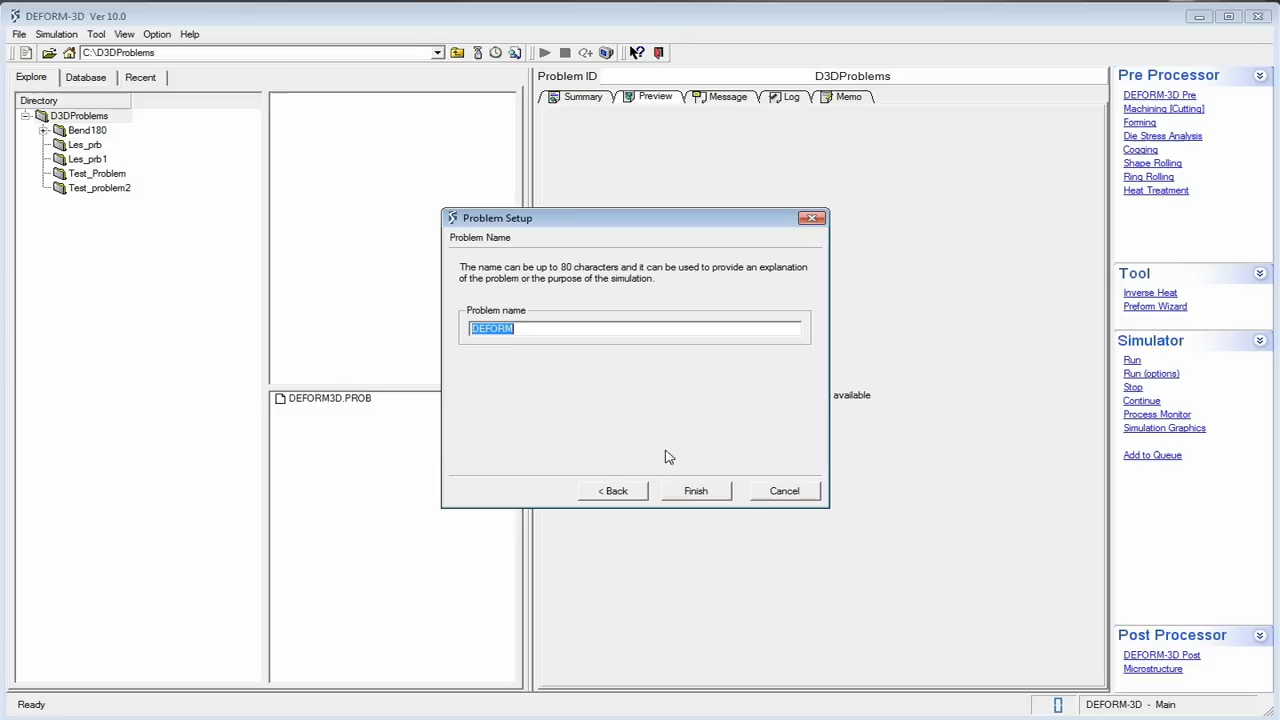 DEFORM-3D Ver 10.0
File Simulation Tool View Option Help
C:\D3DProblems
Explore Database Recent
Directory
D3DProblems
Bend180
Les_prb
Les_prb1
Test_Problem
Test_problem2
DEFORM3D.PROB
Problem ID D3DProblems
Summary Preview Message Log Memo
available
Problem Setup
Problem Name
The name can be up to 80 characters and it can be used to provide an explanation
of the problem or the purpose of the simulation.
Problem name
DEFORM
< Back Finish Cancel
Pre Processor
DEFORM-3D Pre
Machining [Cutting]
Forming
Die Stress Analysis
Cogging
Shape Rolling
Ring Rolling
Heat Treatment
Tool
Inverse Heat
Preform Wizard
Simulator
Run
Run (options)
Stop
Continue
Process Monitor
Simulation Graphics
Add to Queue
Post Processor
DEFORM-3D Post
Microstructure
Ready
DEFORM-3D - Main